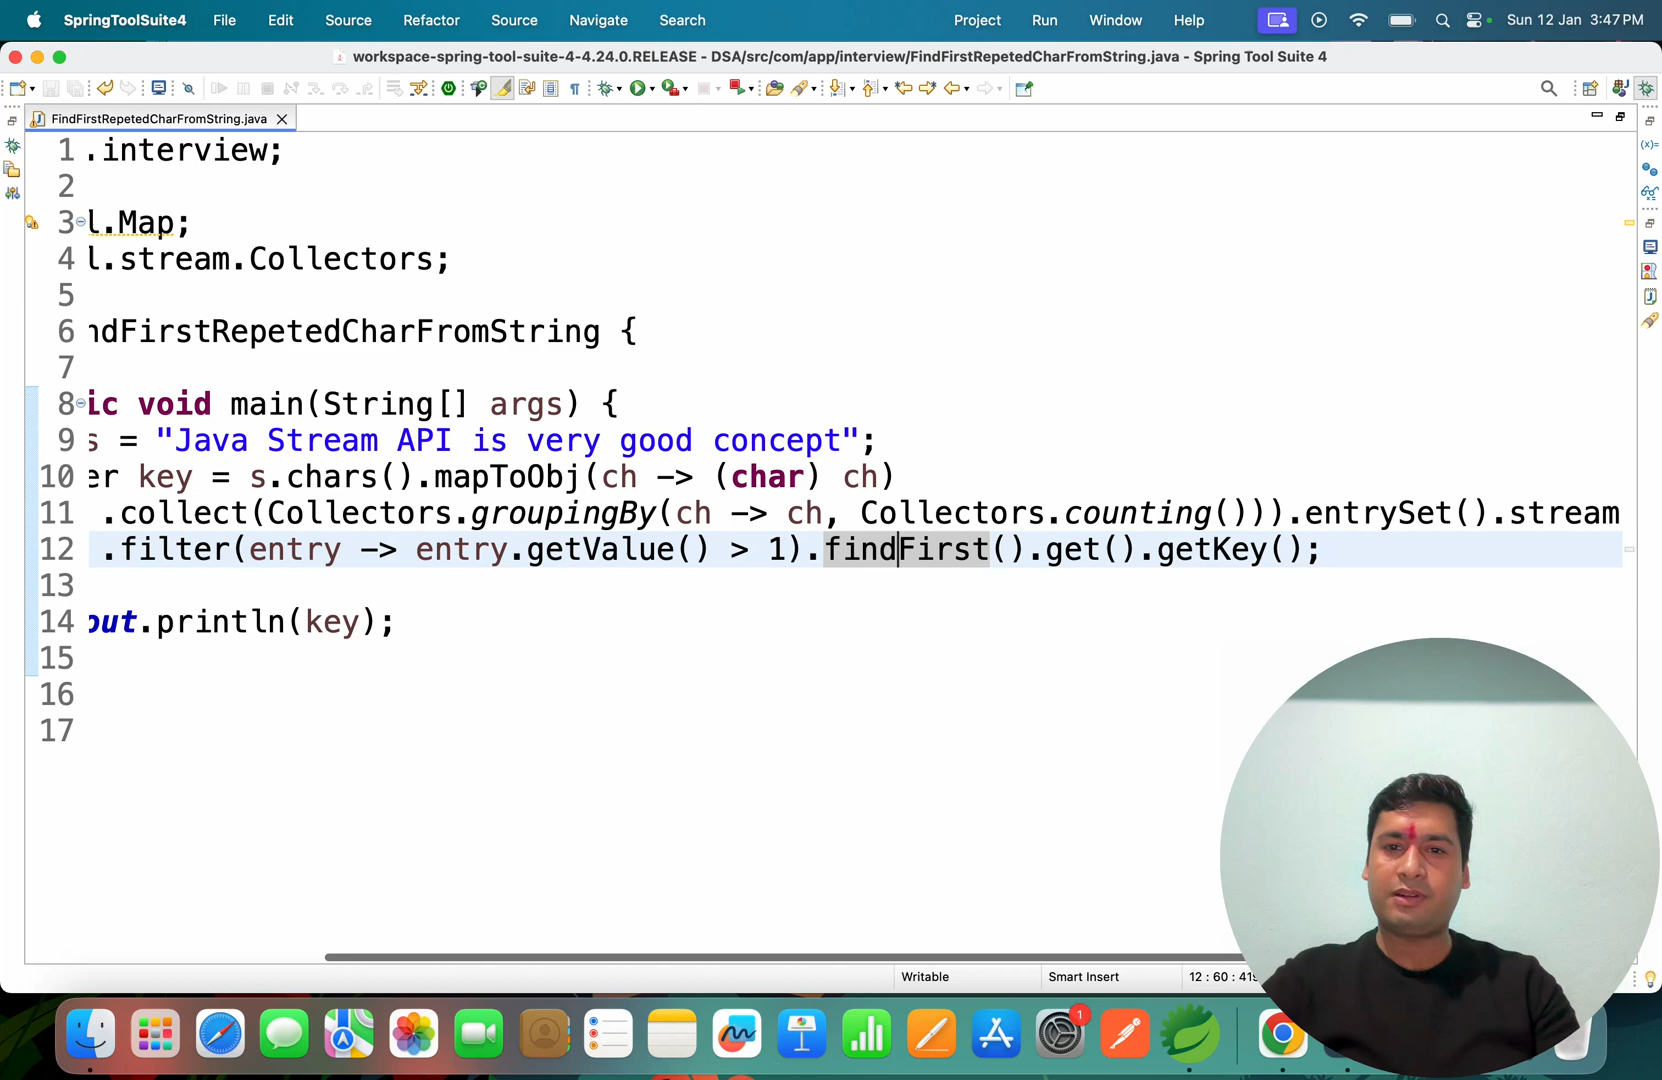 SpringToolSuite4 File Edit Source Refactor Source Navigate Search Project Run Window Help Sun 12 Jan 3:47 PM
workspace-spring-tool-suite-4-4.24.0.RELEASE - DSA/src/com/app/interview/FindFirstRepetedCharFromString.java - Spring Tool Suite 4
FindFirstRepetedCharFromString.java
1 .interview;
2
3 l.Map;
4 l.stream.Collectors;
5
6 ndFirstRepetedCharFromString {
7
8 ic void main(String[] args) {
9 s = "Java Stream API is very good concept";
10 er key = s.chars().mapToObj(ch -> (char) ch)
11 .collect(Collectors.groupingBy(ch -> ch, Collectors.counting())).entrySet().stream
12 .filter(entry -> entry.getValue() > 1).findFirst().get().getKey();
13
14 out.println(key);
15
16
17
Writable Smart Insert 12 : 60 : 419
1